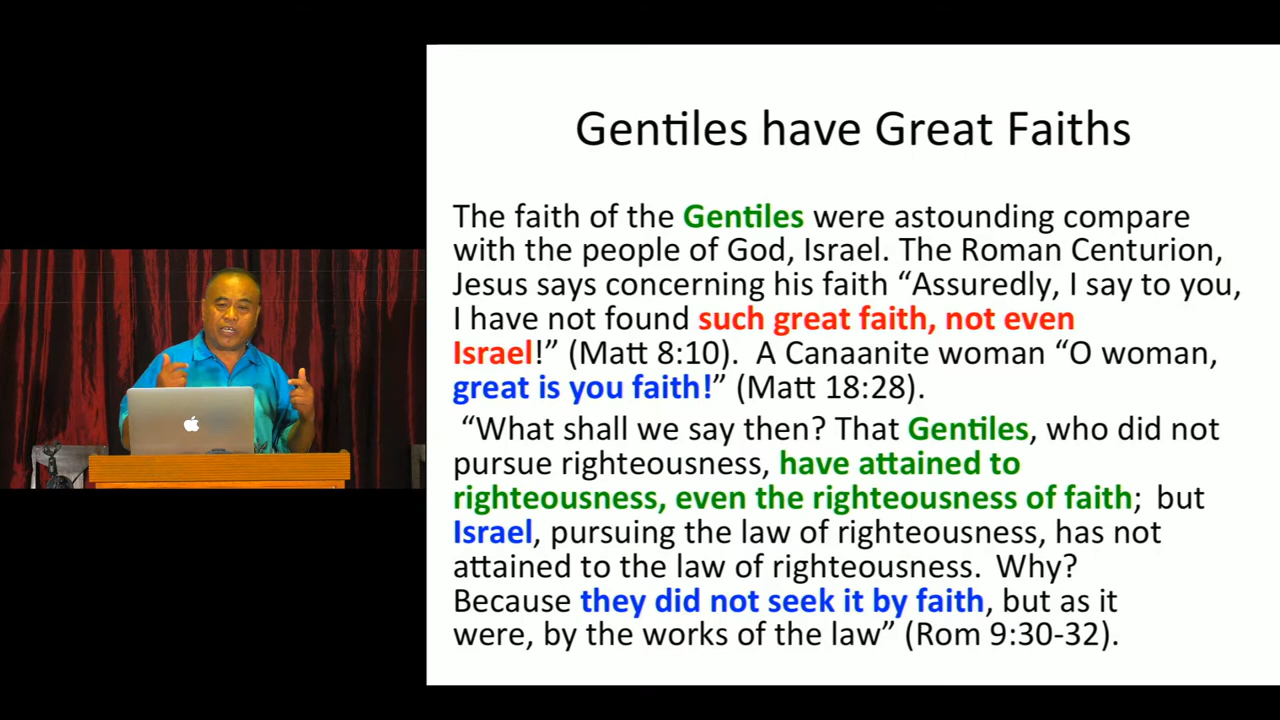 Gentiles have Great Faiths
The faith of the Gentiles were astounding compare
with the people of God, Israel. The Roman Centurion,
Jesus says concerning his faith “Assuredly, I say to you,
I have not found such great faith, not even
Israel!” (Matt 8:10).  A Canaanite woman “O woman,
great is you faith!” (Matt 18:28).
“What shall we say then? That Gentiles, who did not
pursue righteousness, have attained to
righteousness, even the righteousness of faith;  but
Israel, pursuing the law of righteousness, has not
attained to the law of righteousness.  Why?
Because they did not seek it by faith, but as it
were, by the works of the law” (Rom 9:30-32).